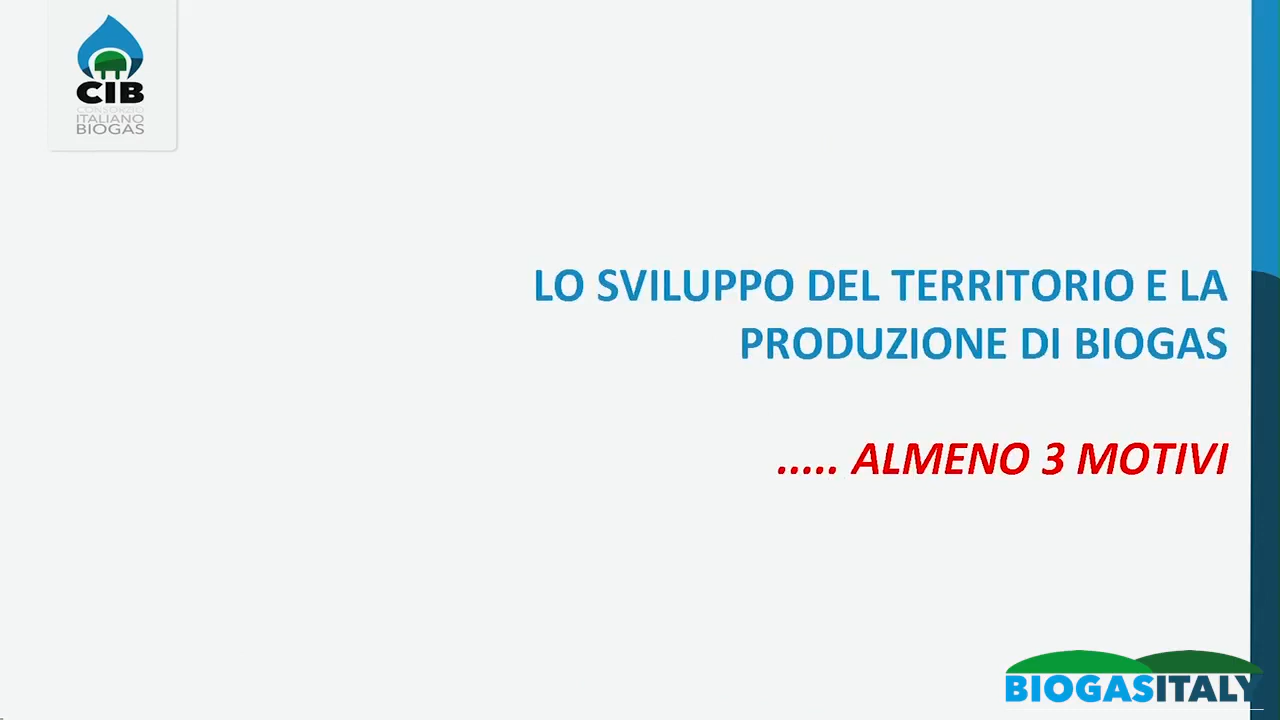 CIB
CONSORZIO
ITALIANO
BIOGAS
LO SVILUPPO DEL TERRITORIO E LA
PRODUZIONE DI BIOGAS
..... ALMENO 3 MOTIVI
BIOGASITALY